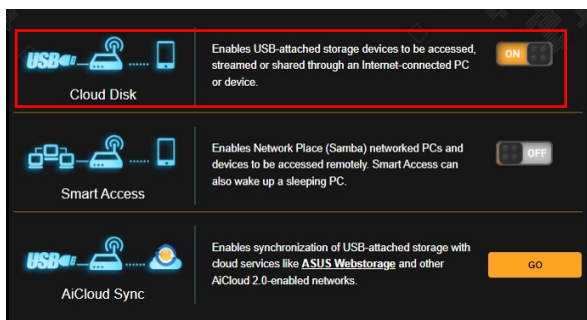 Enables USB-attached storage devices to be accessed,
streamed or shared through an Internet-connected PC
or device.
ON
USB
Cloud Disk
Enables Network Place (Samba) networked PCs and
devices to be accessed remotely. Smart Access can
also wake up a sleeping PC.
OFF
Smart Access
Enables synchronization of USB-attached storage with
cloud services like ASUS Webstorage and other
AiCloud 2.0-enabled networks.
GO
USB
AiCloud Sync